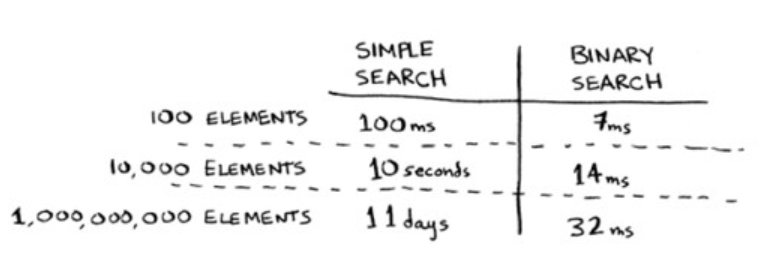 SIMPLE SEARCH BINARY SEARCH
100 ELEMENTS 100ms 7ms
10,000 ELEMENTS 10 seconds 14ms
1,000,000,000 ELEMENTS 11 days 32ms